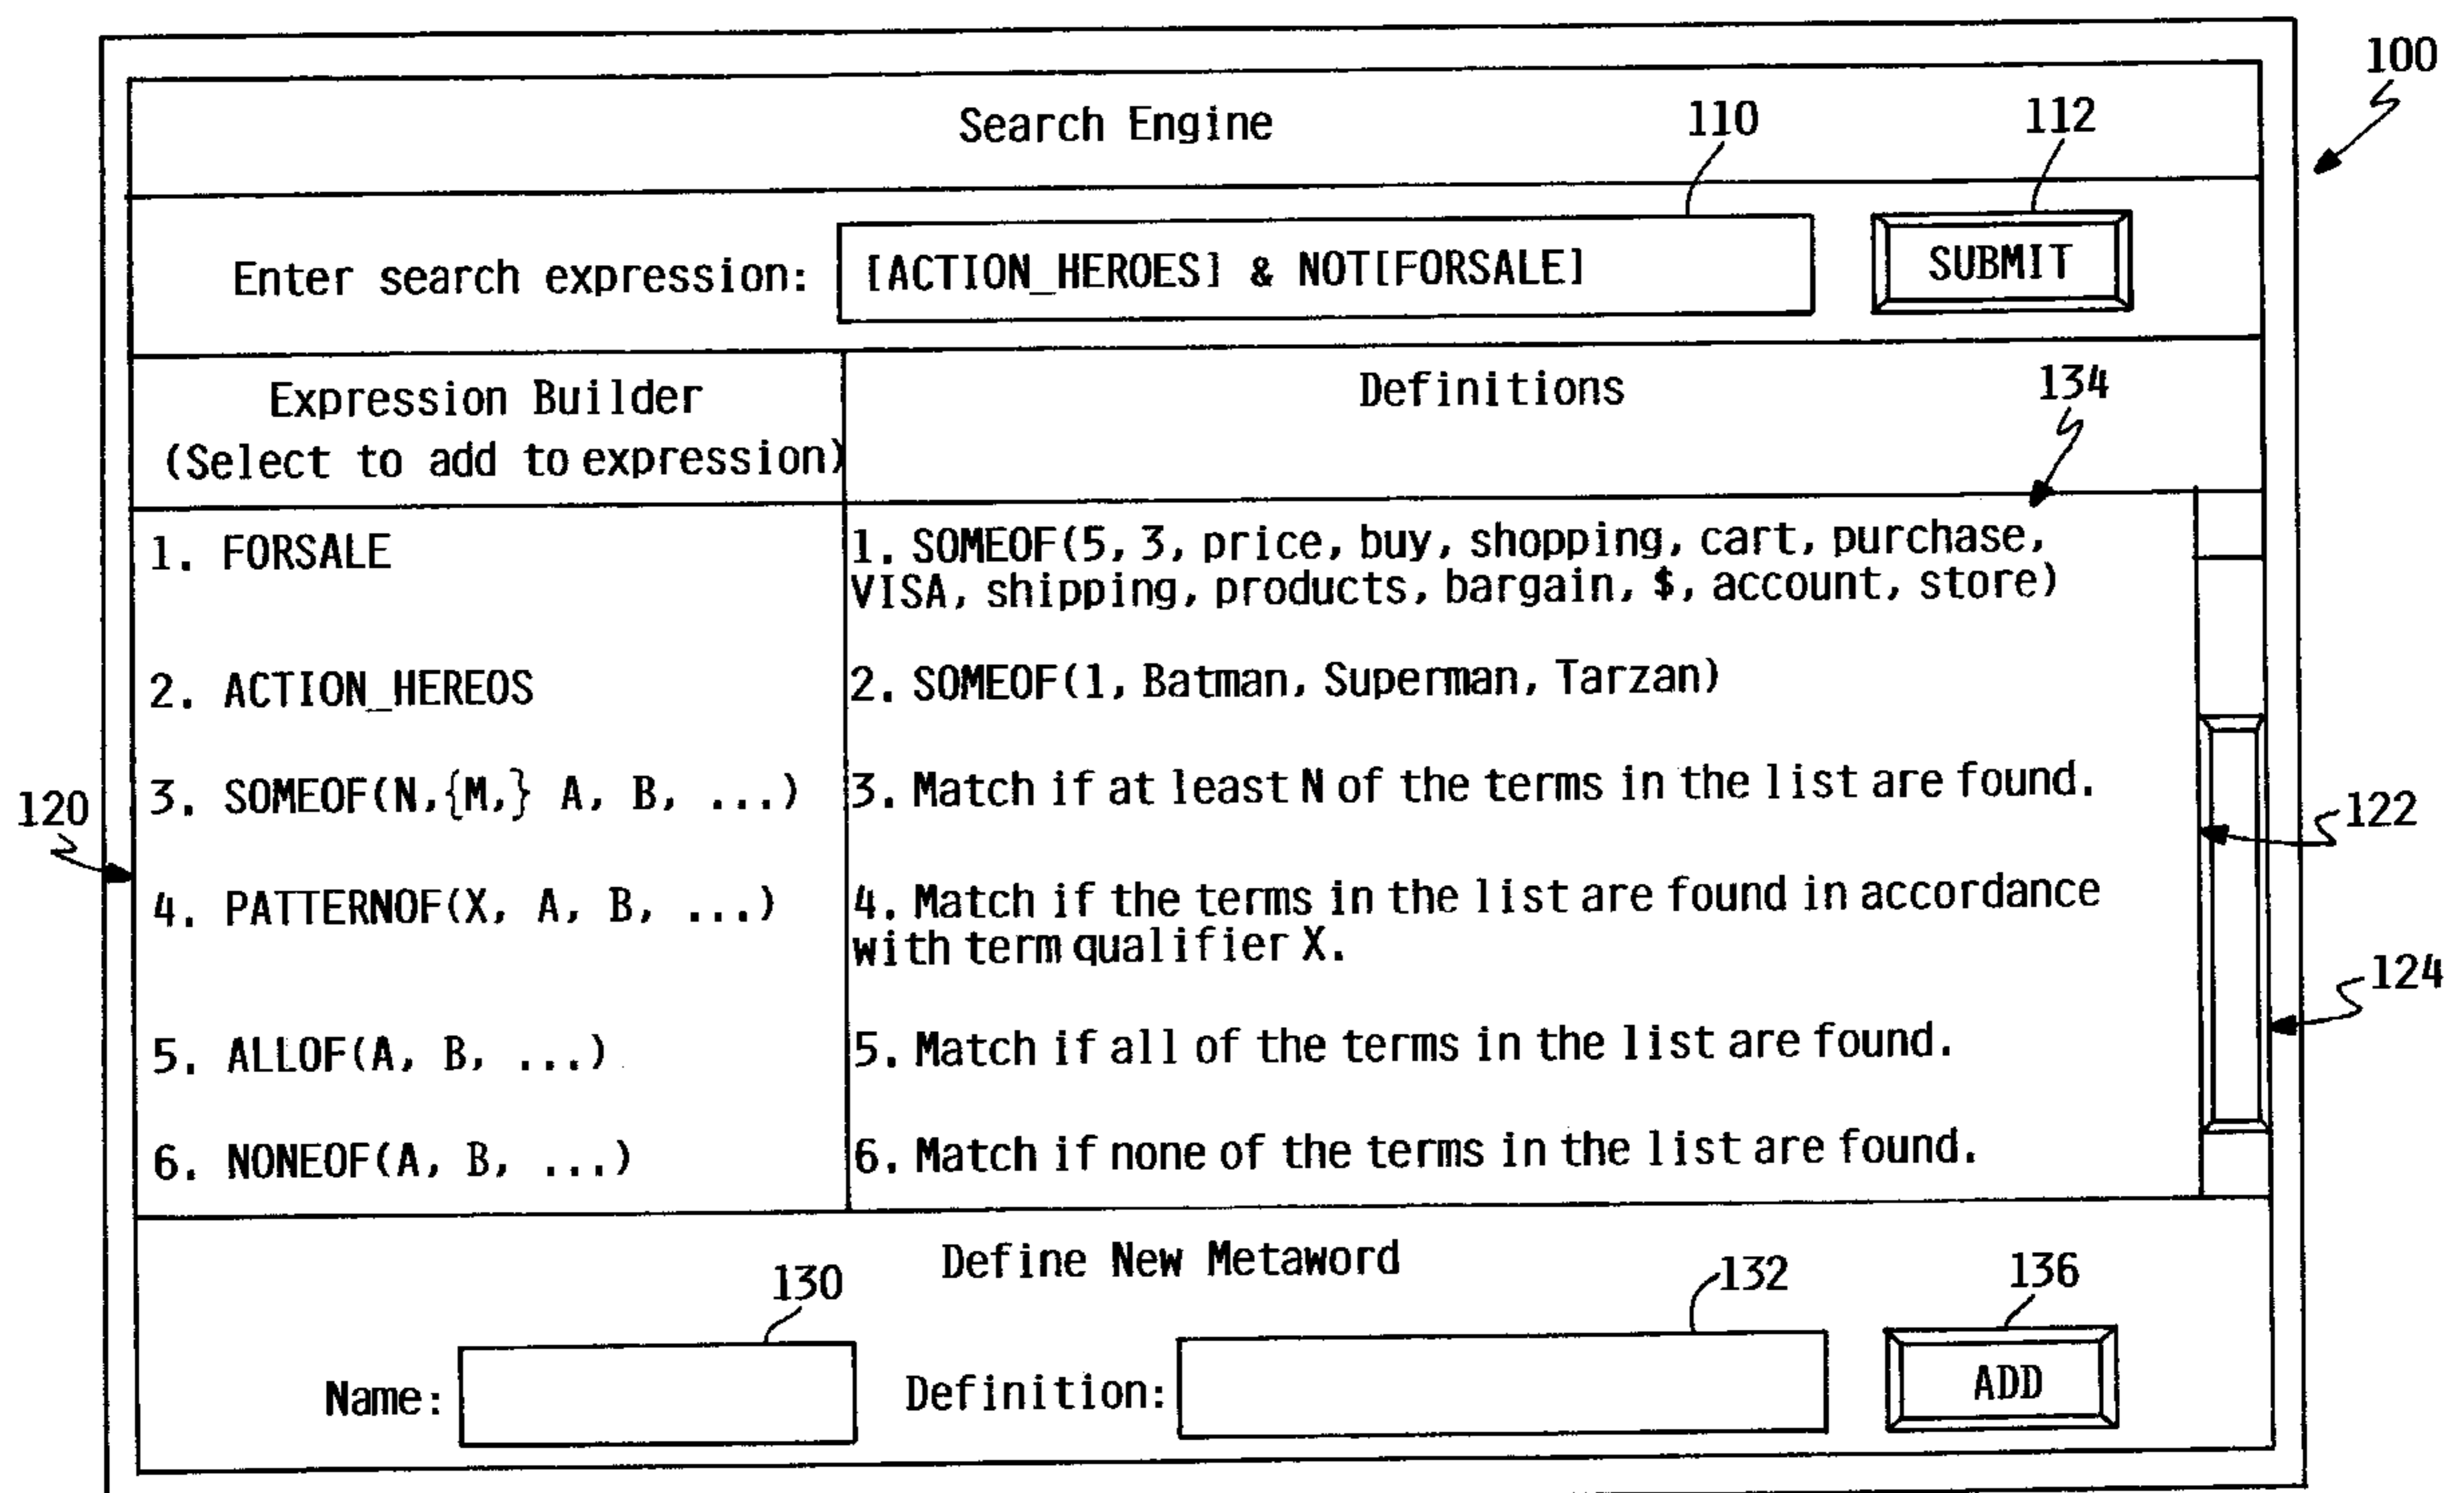 100
Search Engine
110
112
Enter search expression:
[ACTION_HEROES] & NOT[FORSALE]
SUBMIT
Expression Builder
(Select to add to expression)
Definitions
134
1. FORSALE
1. SOMEOF(5, 3, price, buy, shopping, cart, purchase,
VISA, shipping, products, bargain, $, account, store)
2. ACTION_HEREOS
2. SOMEOF(1, Batman, Superman, Tarzan)
3. SOMEOF(N,{M,} A, B, ...)
3. Match if at least N of the terms in the list are found.
120
122
4. PATTERNOF(X, A, B, ...)
4. Match if the terms in the list are found in accordance
with term qualifier X.
124
5. ALLOF(A, B, ...)
5. Match if all of the terms in the list are found.
6. NONEOF(A, B, ...)
6. Match if none of the terms in the list are found.
Define New Metaword
130
132
136
Name:
Definition:
ADD